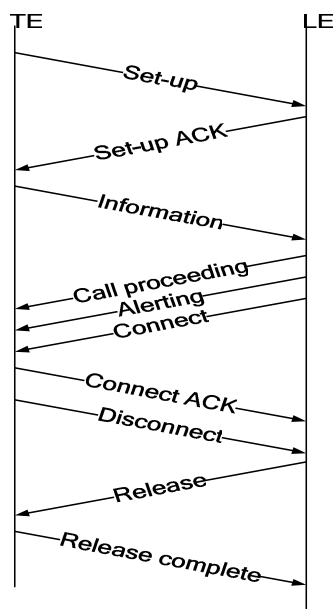 TE LE
Set-up
Set-up ACK
Information
Call proceeding
Alerting
Connect
Connect ACK
Disconnect
Release
Release complete